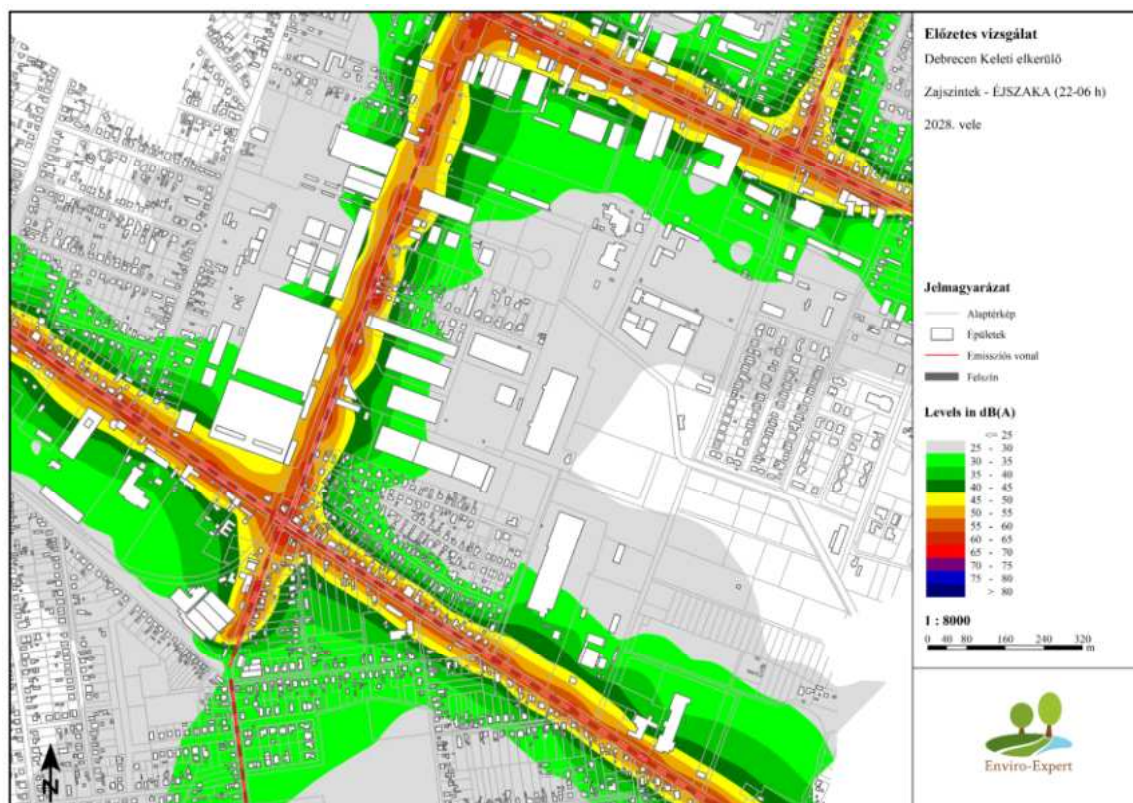 Előzetes vizsgálat
Debrecen Keleti elkerülő
Zajszintek - ÉJSZAKA (22-06 h)
2028. vele
Jelmagyarázat
Alaptérkép
Épületek
Emissziós vonal
Felszín
Levels in dB(A)
<= 25
25 - 30
30 - 35
35 - 40
40 - 45
45 - 50
50 - 55
55 - 60
60 - 65
65 - 70
70 - 75
75 - 80
> 80
1 : 8000
0 40 80 160 240 320
m
Enviro-Expert
N